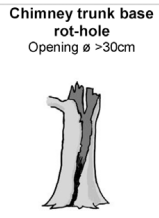 Chimney trunk base
rot-hole
Opening ø >30cm